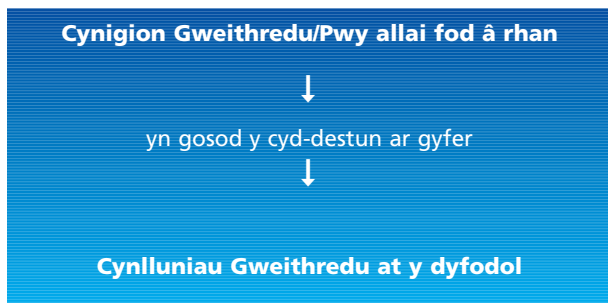 Cynigion Gweithredu/Pwy allai fod â rhan
yn gosod y cyd-destun ar gyfer
Cynlluniau Gweithredu at y dyfodol